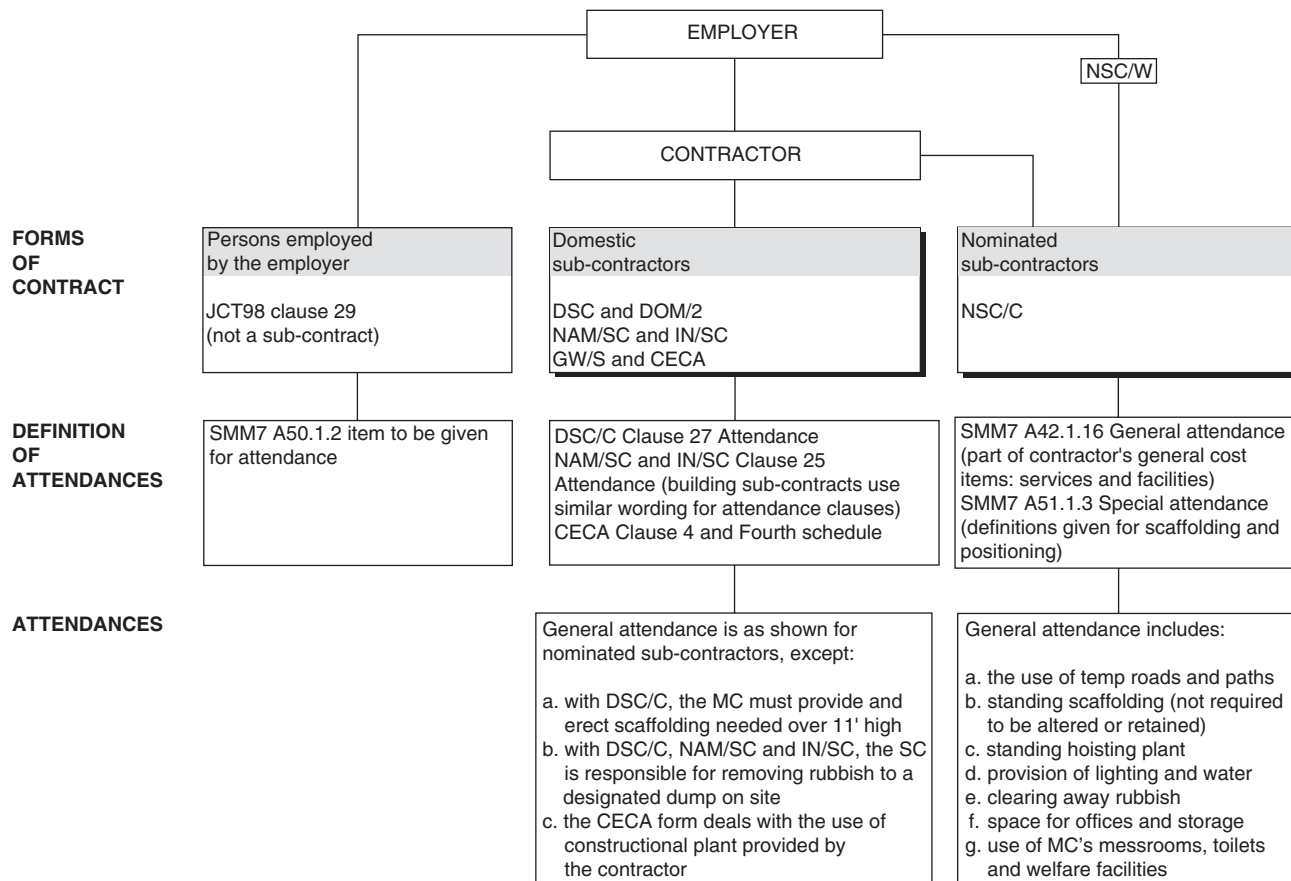 EMPLOYER
NSC/W
CONTRACTOR
FORMS
OF
CONTRACT
Persons employed
by the employer
JCT98 clause 29
(not a sub-contract)
Domestic
sub-contractors
DSC and DOM/2
NAM/SC and IN/SC
GW/S and CECA
Nominated
sub-contractors
NSC/C
DEFINITION
OF
ATTENDANCES
SMM7 A50.1.2 item to be given
for attendance
DSC/C Clause 27 Attendance
NAM/SC and IN/SC Clause 25
Attendance (building sub-contracts use
similar wording for attendance clauses)
CECA Clause 4 and Fourth schedule
SMM7 A42.1.16 General attendance
(part of contractor's general cost
items: services and facilities)
SMM7 A51.1.3 Special attendance
(definitions given for scaffolding and
positioning)
ATTENDANCES
General attendance is as shown for
nominated sub-contractors, except:
a. with DSC/C, the MC must provide and
erect scaffolding needed over 11' high
b. with DSC/C, NAM/SC and IN/SC, the SC
is responsible for removing rubbish to a
designated dump on site
c. the CECA form deals with the use of
constructional plant provided by
the contractor
General attendance includes:
a. the use of temp roads and paths
b. standing scaffolding (not required
to be altered or retained)
c. standing hoisting plant
d. provision of lighting and water
e. clearing away rubbish
f. space for offices and storage
g. use of MC's messrooms, toilets
and welfare facilities